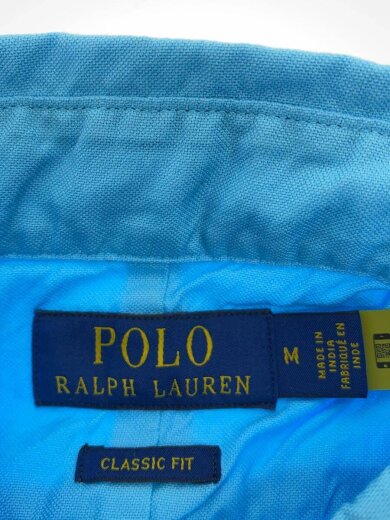 POLO
RALPH LAUREN
M
MADE IN
INDIA
FABRIQUÉ EN
INDE
CLASSIC FIT